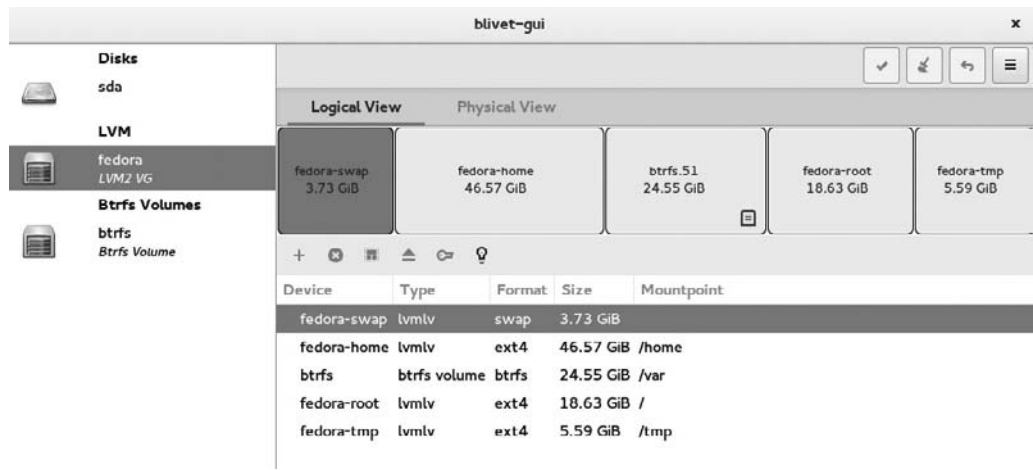 blivet-gui
x
Disks
sda
LVM
fedora
LVM2 VG
Btrfs Volumes
btrfs
Btrfs Volume
Logical View Physical View
fedora-swap
3.73 GiB
fedora-home
46.57 GiB
btrfs.51
24.55 GiB
fedora-root
18.63 GiB
fedora-tmp
5.59 GiB
Device Type Format Size Mountpoint
fedora-swap lvmlv swap 3.73 GiB
fedora-home lvmlv ext4 46.57 GiB /home
btrfs btrfs volume btrfs 24.55 GiB /var
fedora-root lvmlv ext4 18.63 GiB /
fedora-tmp lvmlv ext4 5.59 GiB /tmp